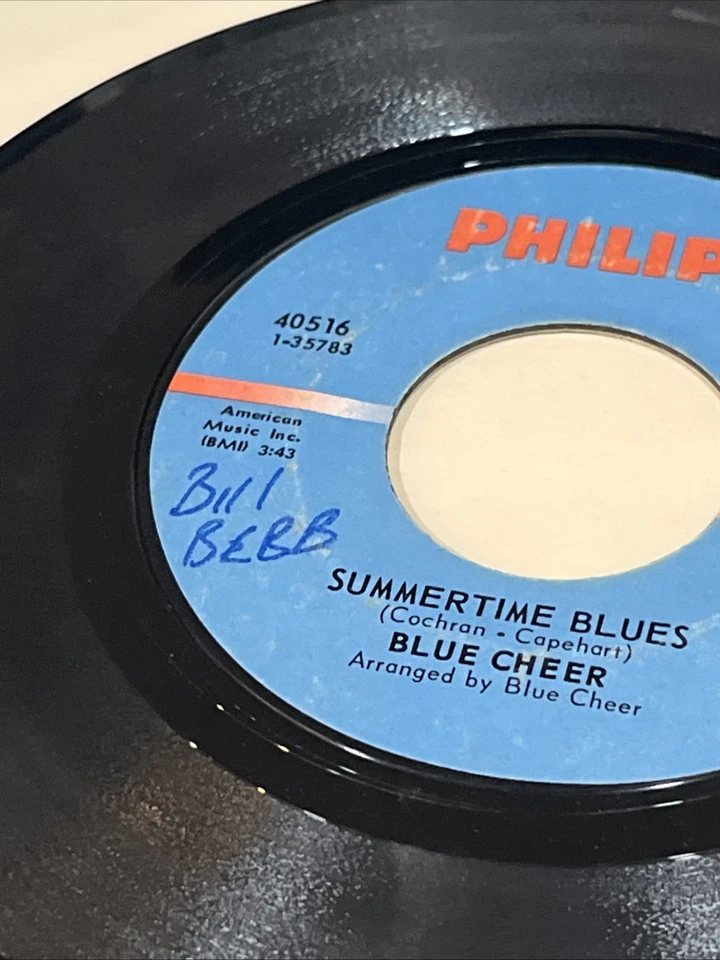 PHILIP
40516
1-35783
American
Music Inc.
(BMI) 3:43
Bill
BEBB
SUMMERTIME BLUES
(Cochran • Capehart)
BLUE CHEER
Arranged by Blue Cheer